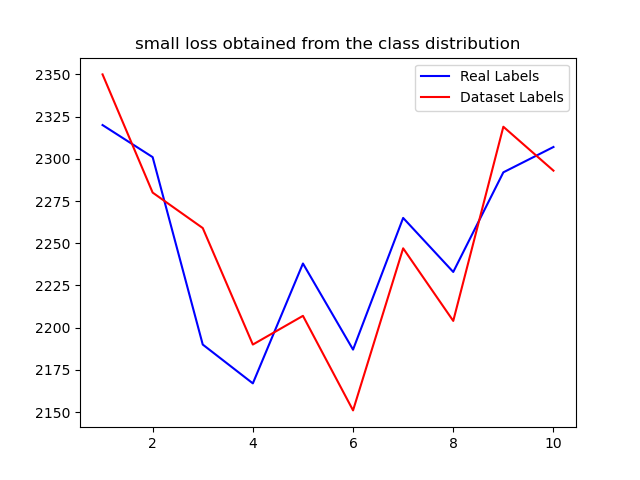 small loss obtained from the class distribution
Real Labels
Dataset Labels
2350
2325
2300
2275
2250
2225
2200
2175
2150
2 4 6 8 10